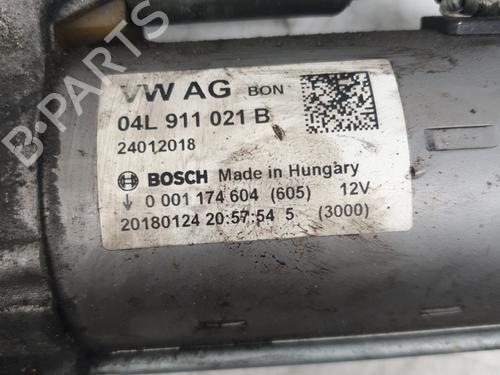 VW AG BON
04L 911 021 B
24012018
BOSCH Made in Hungary
0 001 174 604 (605) 12V
20180124 20:57:54 5 (3000)